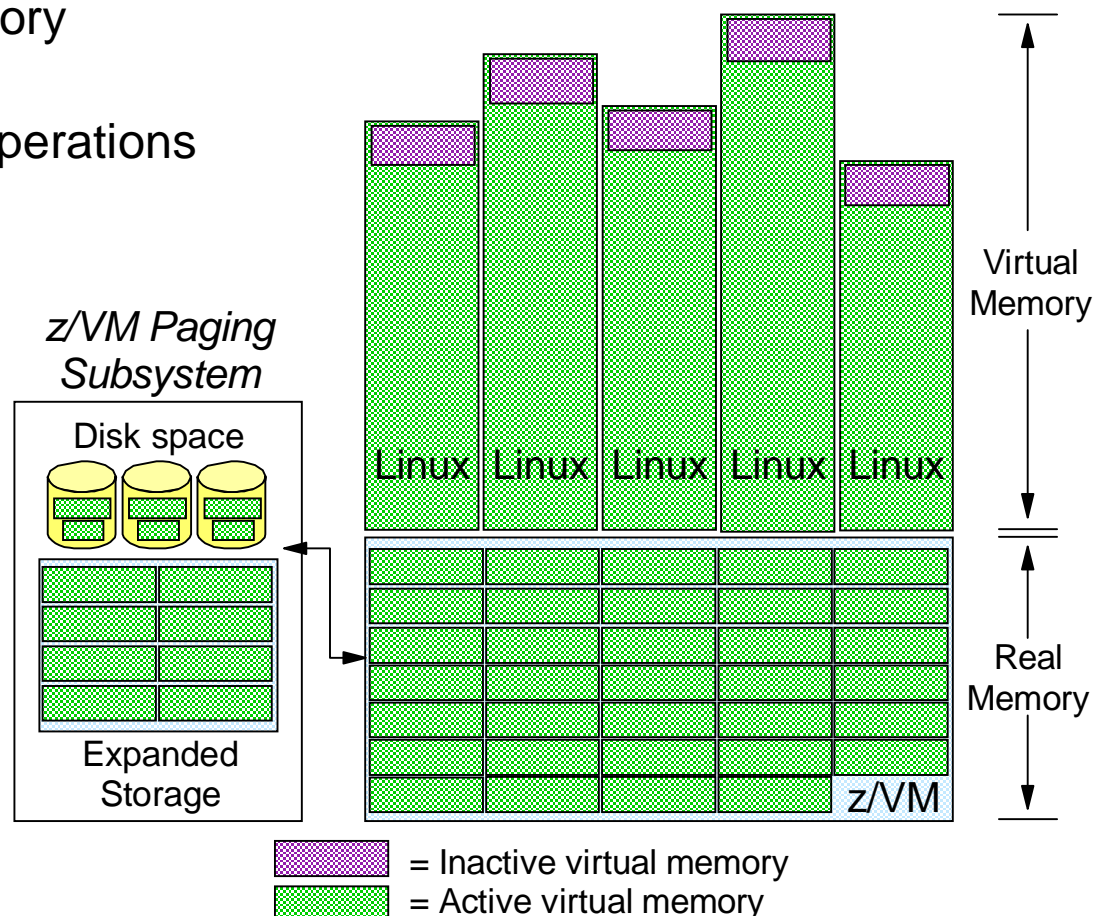 ory
perations
z/VM Paging
Subsystem
Disk space
Expanded
Storage
Linux Linux Linux Linux Linux
z/VM
Virtual
Memory
Real
Memory
= Inactive virtual memory
= Active virtual memory